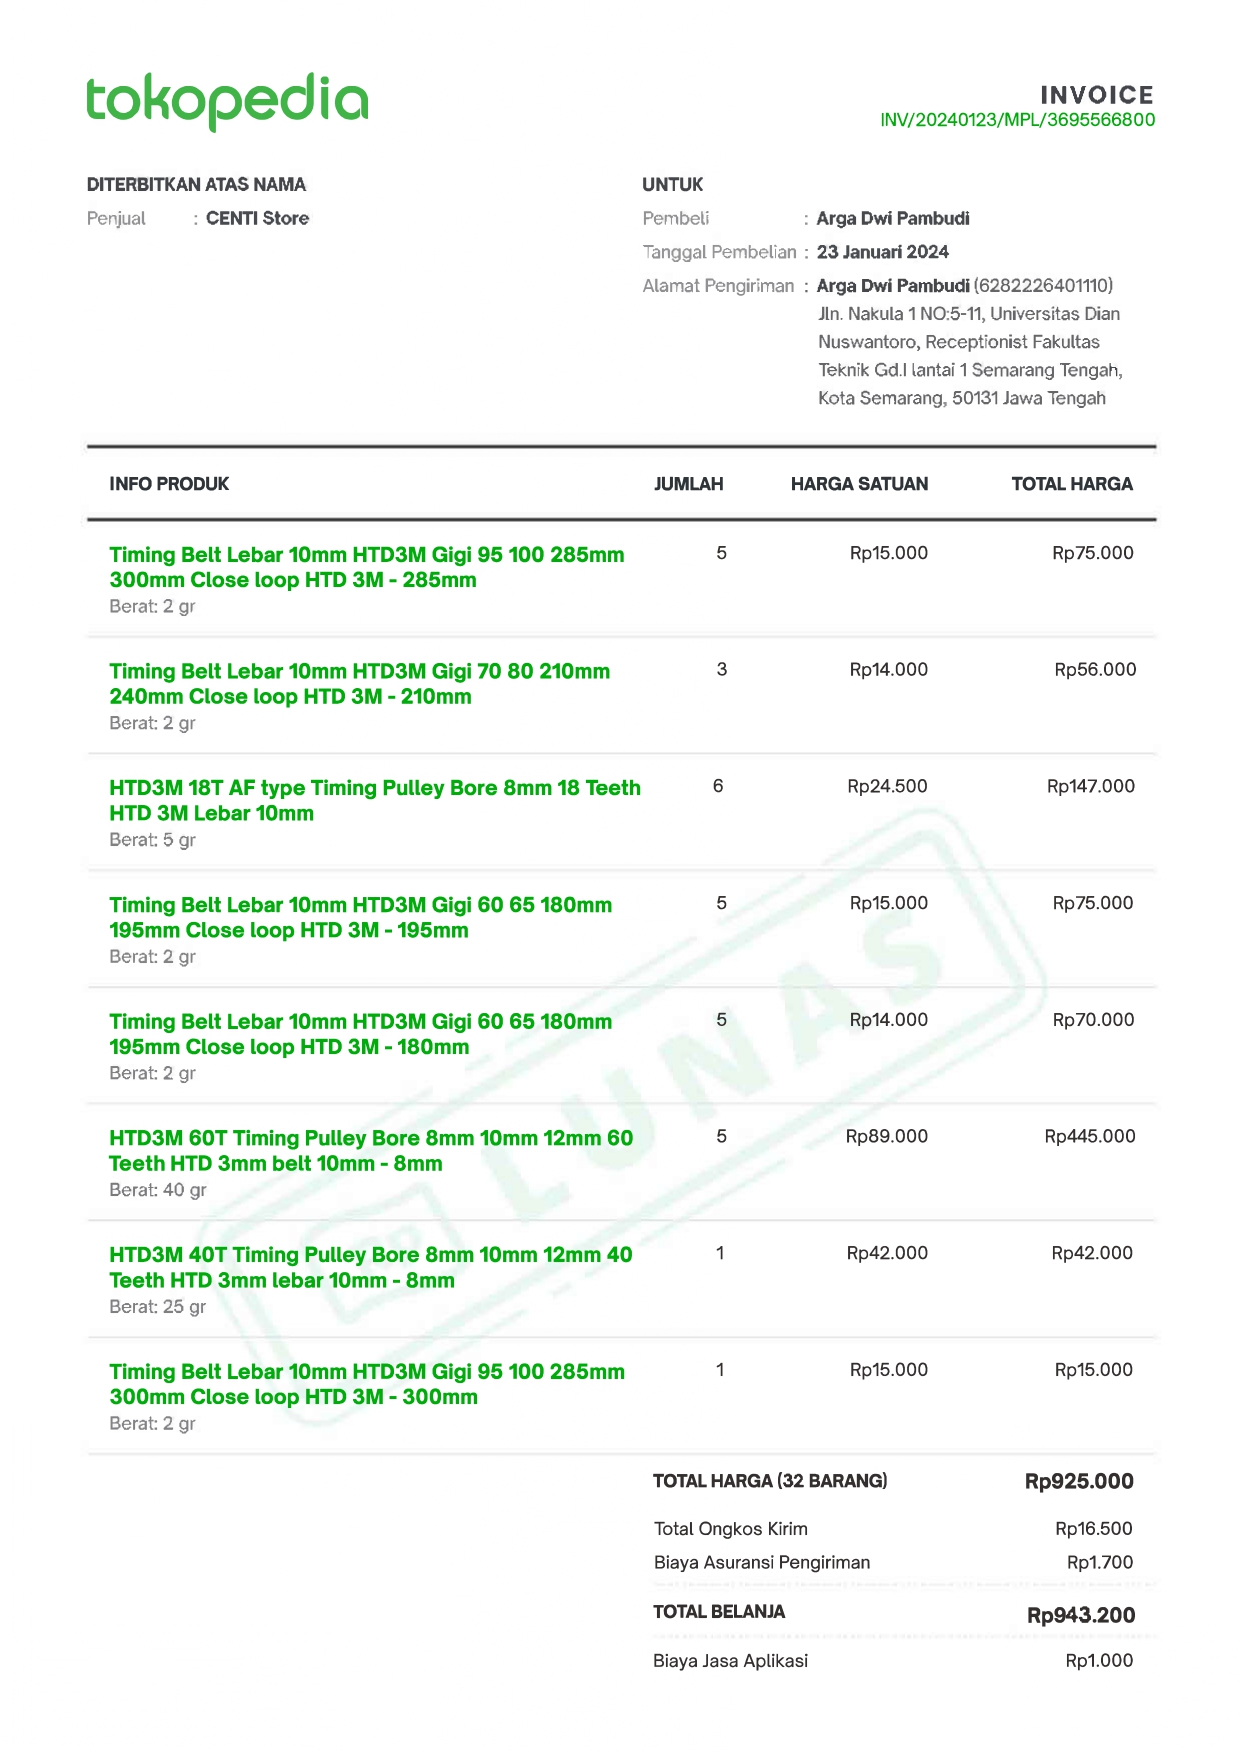 tokopedia
INVOICE
INV/20240123/MPL/3695566800
DITERBITKAN ATAS NAMA
Penjual : CENTI Store
UNTUK
Pembeli : Arga Dwi Pambudi
Tanggal Pembelian : 23 Januari 2024
Alamat Pengiriman : Arga Dwi Pambudi (6282226401110)
Jln. Nakula 1 NO:5-11, Universitas Dian
Nuswantoro, Receptionist Fakultas
Teknik Gd.I lantai 1 Semarang Tengah,
Kota Semarang, 50131 Jawa Tengah
INFO PRODUK JUMLAH HARGA SATUAN TOTAL HARGA
Timing Belt Lebar 10mm HTD3M Gigi 95 100 285mm 5 Rp15.000 Rp75.000
300mm Close loop HTD 3M - 285mm
Berat: 2 gr
Timing Belt Lebar 10mm HTD3M Gigi 70 80 210mm 3 Rp14.000 Rp56.000
240mm Close loop HTD 3M - 210mm
Berat: 2 gr
HTD3M 18T AF type Timing Pulley Bore 8mm 18 Teeth 6 Rp24.500 Rp147.000
HTD 3M Lebar 10mm
Berat: 5 gr
Timing Belt Lebar 10mm HTD3M Gigi 60 65 180mm 5 Rp15.000 Rp75.000
195mm Close loop HTD 3M - 195mm
Berat: 2 gr
Timing Belt Lebar 10mm HTD3M Gigi 60 65 180mm 5 Rp14.000 Rp70.000
195mm Close loop HTD 3M - 180mm
Berat: 2 gr
HTD3M 60T Timing Pulley Bore 8mm 10mm 12mm 60 5 Rp89.000 Rp445.000
Teeth HTD 3mm belt 10mm - 8mm
Berat: 40 gr
HTD3M 40T Timing Pulley Bore 8mm 10mm 12mm 40 1 Rp42.000 Rp42.000
Teeth HTD 3mm lebar 10mm - 8mm
Berat: 25 gr
Timing Belt Lebar 10mm HTD3M Gigi 95 100 285mm 1 Rp15.000 Rp15.000
300mm Close loop HTD 3M - 300mm
Berat: 2 gr
LUNAS
TOTAL HARGA (32 BARANG) Rp925.000
Total Ongkos Kirim Rp16.500
Biaya Asuransi Pengiriman Rp1.700
TOTAL BELANJA Rp943.200
Biaya Jasa Aplikasi Rp1.000